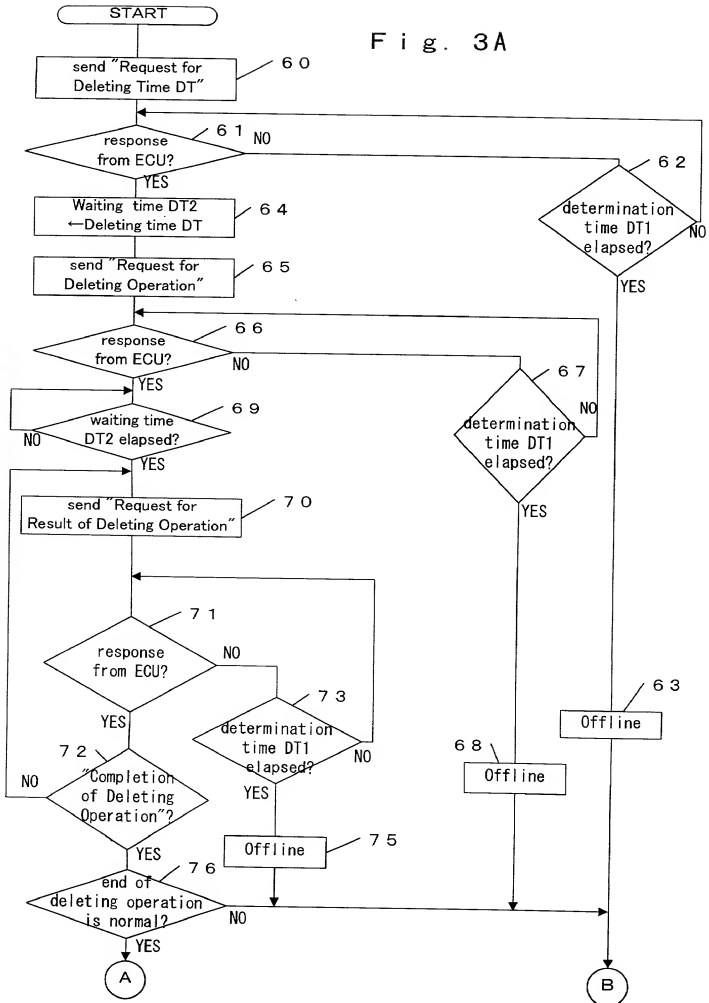 START
Fig. 3A
send "Request for
Deleting Time DT"
60
response
from ECU?
61
NO
YES
62
determination
time DT1
elapsed?
NO
YES
Waiting time DT2
←Deleting time DT
64
send "Request for
Deleting Operation"
65
response
from ECU?
66
NO
YES
67
determination
time DT1
elapsed?
NO
YES
waiting time
DT2 elapsed?
69
NO
YES
send "Request for
Result of Deleting Operation"
70
response
from ECU?
71
NO
YES
73
determination
time DT1
elapsed?
NO
YES
63
Offline
68
Offline
72
"Completion
of Deleting
Operation"?
NO
YES
Offline
75
76
end of
deleting operation
is normal?
NO
YES
A
B